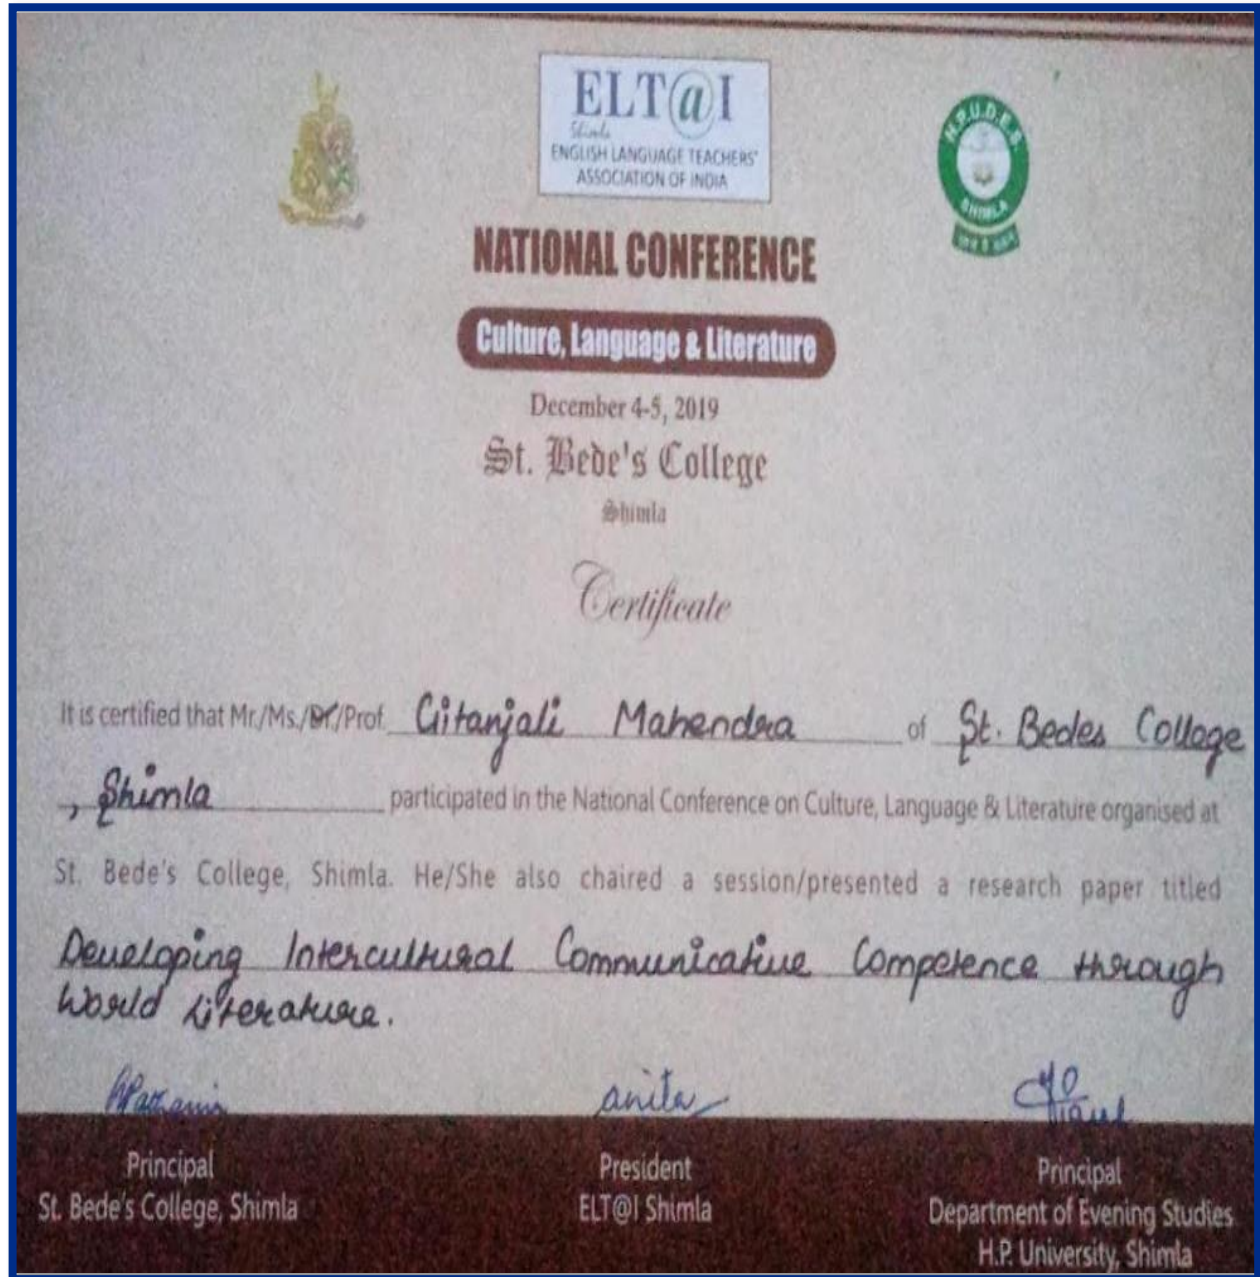 ELT@I
Shimla
ENGLISH LANGUAGE TEACHERS'
ASSOCIATION OF INDIA
H.P.U.D.E.S
SHIMLA
NATIONAL CONFERENCE
Culture, Language & Literature
December 4-5, 2019
St. Bede's College
Shimla
Certificate
It is certified that Mr./Ms./Dr./Prof. Gitanjali Mahendra of St. Bedes College
, Shimla participated in the National Conference on Culture, Language & Literature organised at
St. Bede's College, Shimla. He/She also chaired a session/presented a research paper titled
Developing Intercultural Communicative Competence through
World Literature.
anita
Principal President Principal
St. Bede's College, Shimla ELT@I Shimla Department of Evening Studies
H.P. University, Shimla